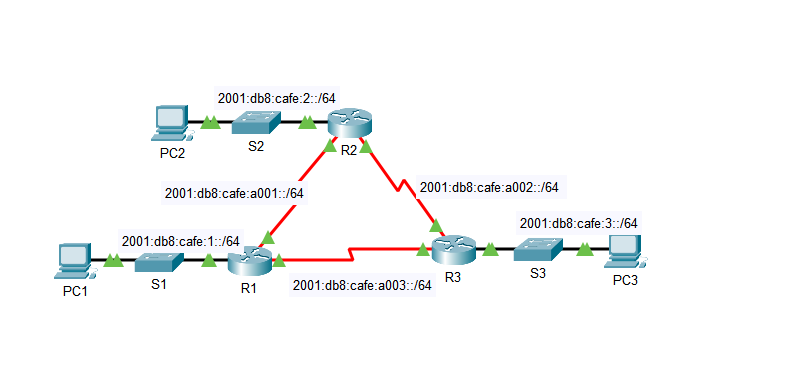 2001:db8:cafe:2::/64
PC2
S2
R2
2001:db8:cafe:a001::/64
2001:db8:cafe:a002::/64
2001:db8:cafe:1::/64
2001:db8:cafe:3::/64
PC1
S1
R1
R3
S3
PC3
2001:db8:cafe:a003::/64